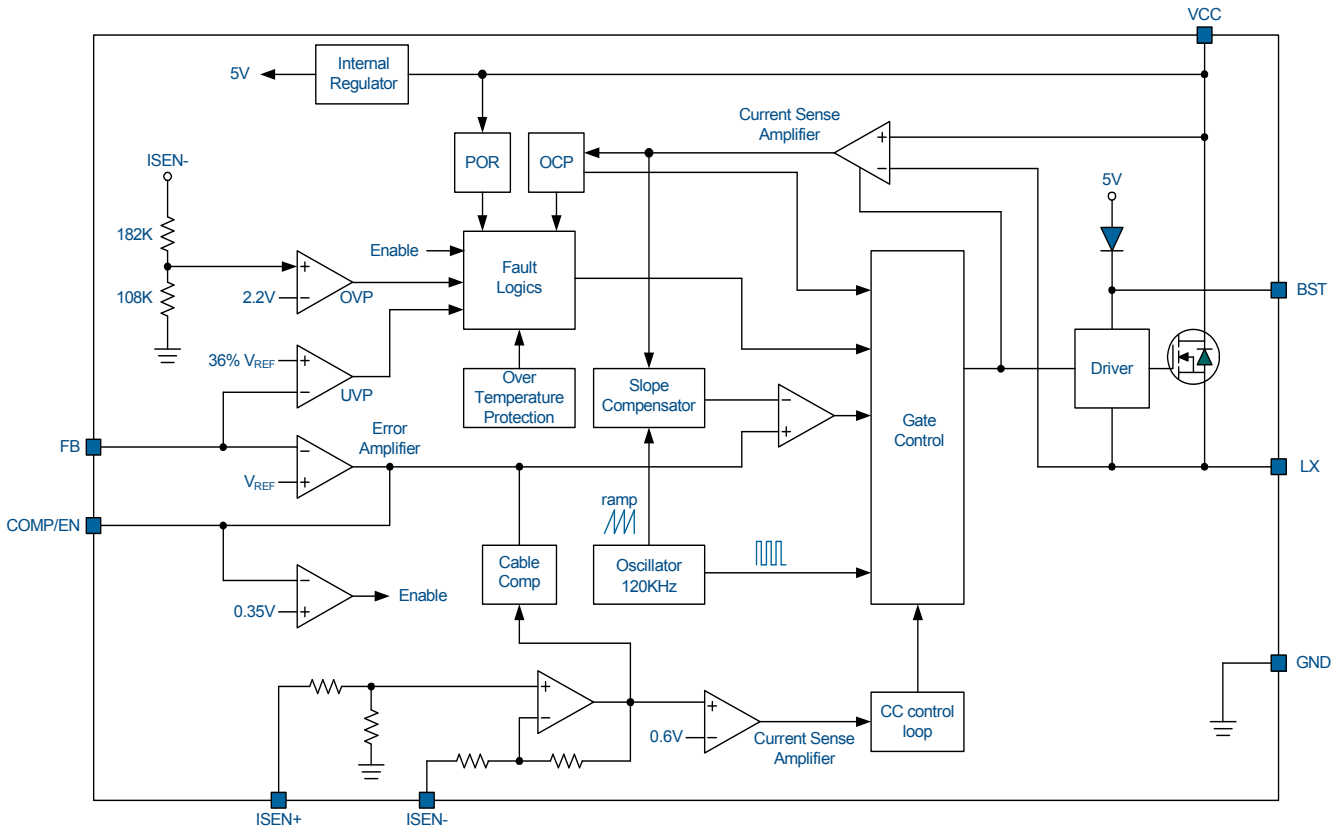 VCC
5V
Internal
Regulator
Current Sense
Amplifier
+
−
POR
OCP
ISEN-
5V
182K
Enable
Fault
Logics
+
108K
2.2V
−
OVP
BST
36% VREF
+
−
UVP
Over
Temperature
Protection
Slope
Compensator
−
+
Gate
Control
Driver
FB
Error
Amplifier
−
VREF
+
LX
COMP/EN
ramp
Cable
Comp
Oscillator
120KHz
−
0.35V
+
Enable
GND
+
−
+
0.6V
−
Current Sense
Amplifier
CC control
loop
ISEN+
ISEN-